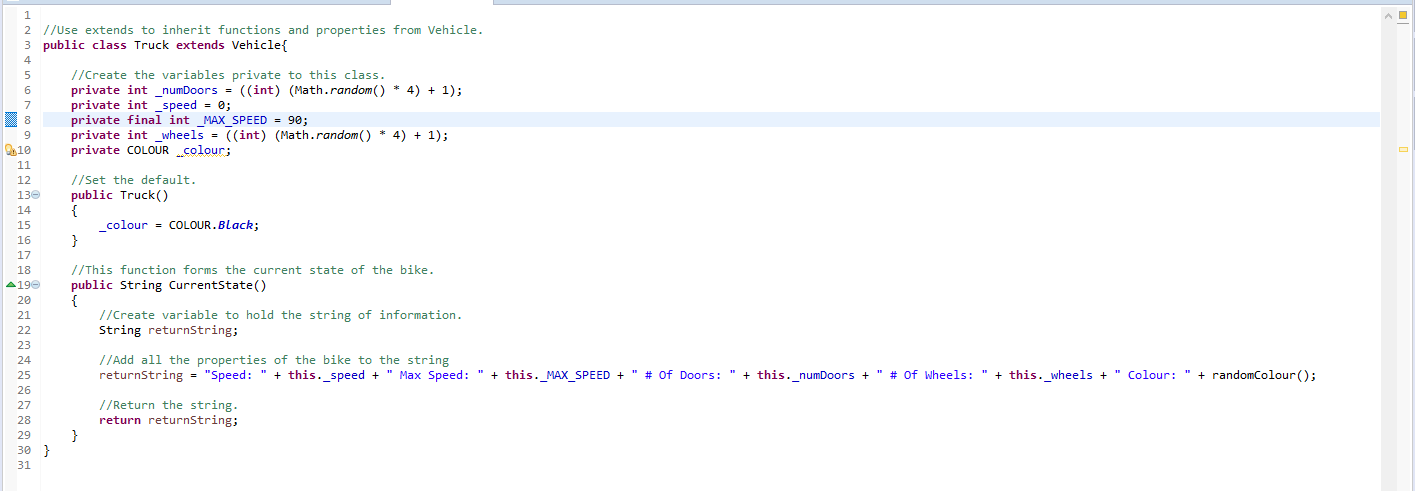 1
2 //Use extends to inherit functions and properties from Vehicle.
3 public class Truck extends Vehicle{
4
5     //Create the variables private to this class.
6     private int _numDoors = ((int) (Math.random() * 4) + 1);
7     private int _speed = 0;
8     private final int _MAX_SPEED = 90;
9     private int _wheels = ((int) (Math.random() * 4) + 1);
10     private COLOUR _colour;
11
12     //Set the default.
13     public Truck()
14     {
15         _colour = COLOUR.Black;
16     }
17
18     //This function forms the current state of the bike.
19     public String CurrentState()
20     {
21         //Create variable to hold the string of information.
22         String returnString;
23
24         //Add all the properties of the bike to the string
25         returnString = "Speed: " + this._speed + " Max Speed: " + this._MAX_SPEED + " # Of Doors: " + this._numDoors + " # Of Wheels: " + this._wheels + " Colour: " + randomColour();
26
27         //Return the string.
28         return returnString;
29     }
30 }
31